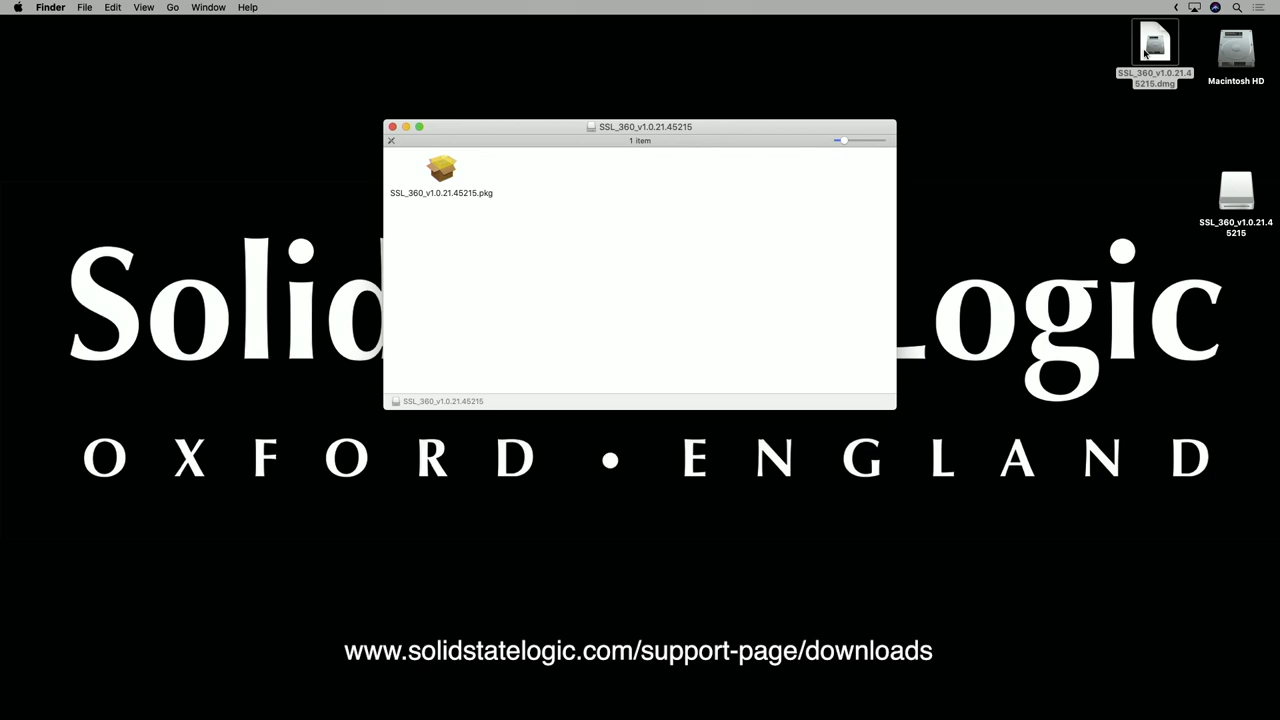 Finder File Edit View Go Window Help
SSL_360_v1.0.21.4
5215.dmg
Macintosh HD
SSL_360_v1.0.21.45215
1 item
SSL_360_v1.0.21.45215.pkg
SSL_360_v1.0.21.4
5215
Solid Logic
OXFORD • ENGLAND
SSL_360_v1.0.21.45215
www.solidstatelogic.com/support-page/downloads